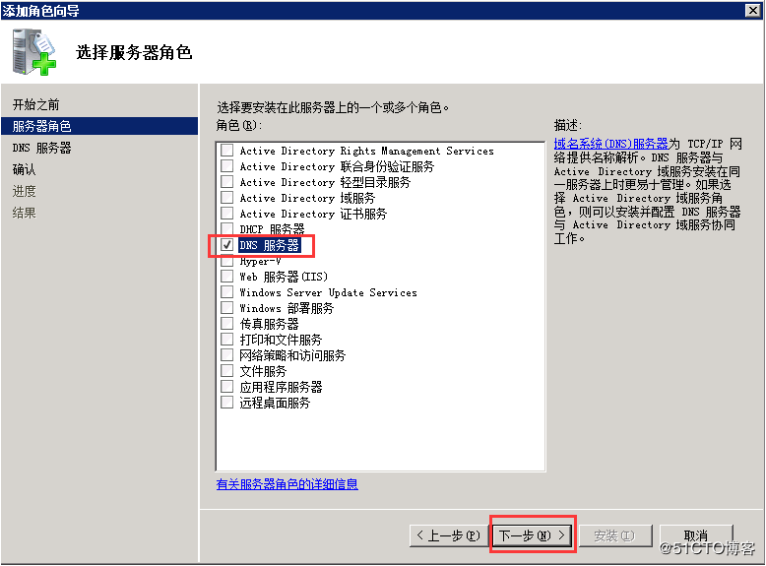 添加角色向导
选择服务器角色
开始之前
服务器角色
DNS 服务器
确认
进度
结果
选择要安装在此服务器上的一个或多个角色。
角色(R):
Active Directory Rights Management Services
Active Directory 联合身份验证服务
Active Directory 轻型目录服务
Active Directory 域服务
Active Directory 证书服务
DHCP 服务器
DNS 服务器
Hyper-V
Web 服务器(IIS)
Windows Server Update Services
Windows 部署服务
传真服务器
打印和文件服务
网络策略和访问服务
文件服务
应用程序服务器
远程桌面服务
有关服务器角色的详细信息
描述:
域名系统(DNS)服务器为 TCP/IP 网
络提供名称解析。DNS 服务器与
Active Directory 域服务安装在同
一服务器上时更易于管理。如果选
择 Active Directory 域服务角
色，则可以安装并配置 DNS 服务器
与 Active Directory 域服务协同
工作。
< 上一步(P)
下一步(N) >
安装(I)
取消
@51CTO博客